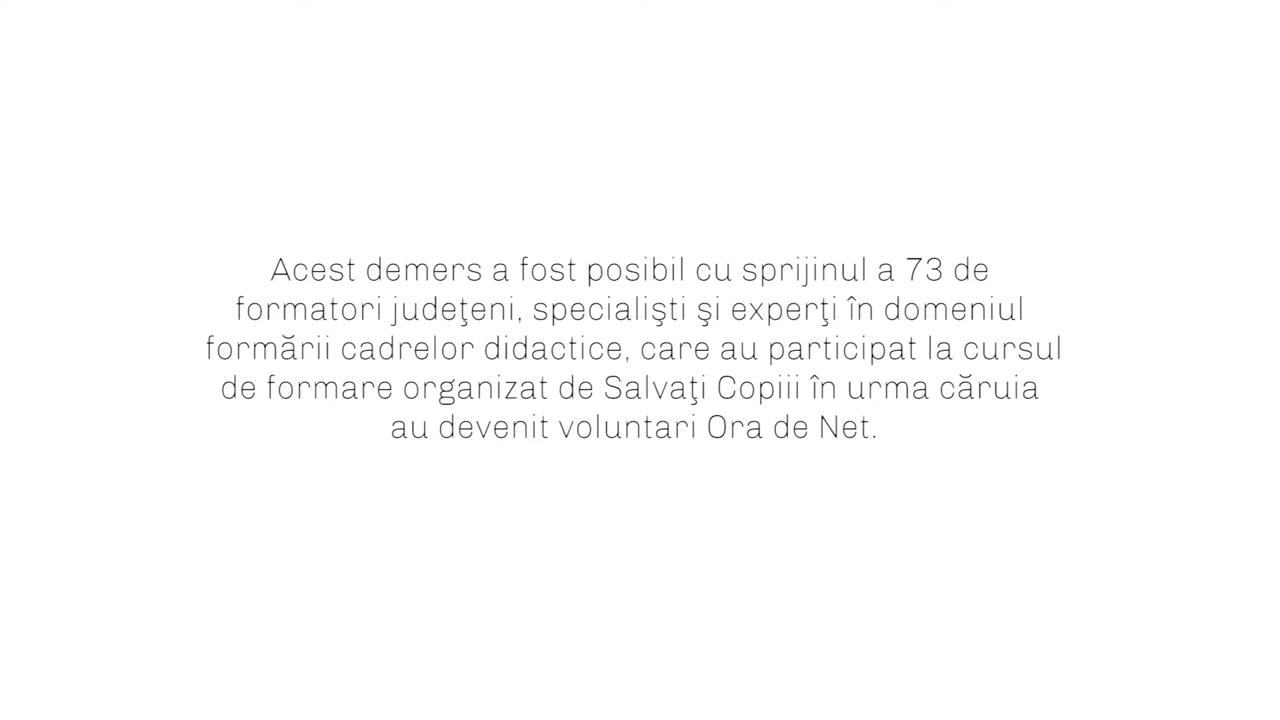 Acest demers a fost posibil cu sprijinul a 73 de
formatori judeţeni, specialişti şi experţi în domeniul
formării cadrelor didactice, care au participat la cursul
de formare organizat de Salvaţi Copiii în urma căruia
au devenit voluntari Ora de Net.